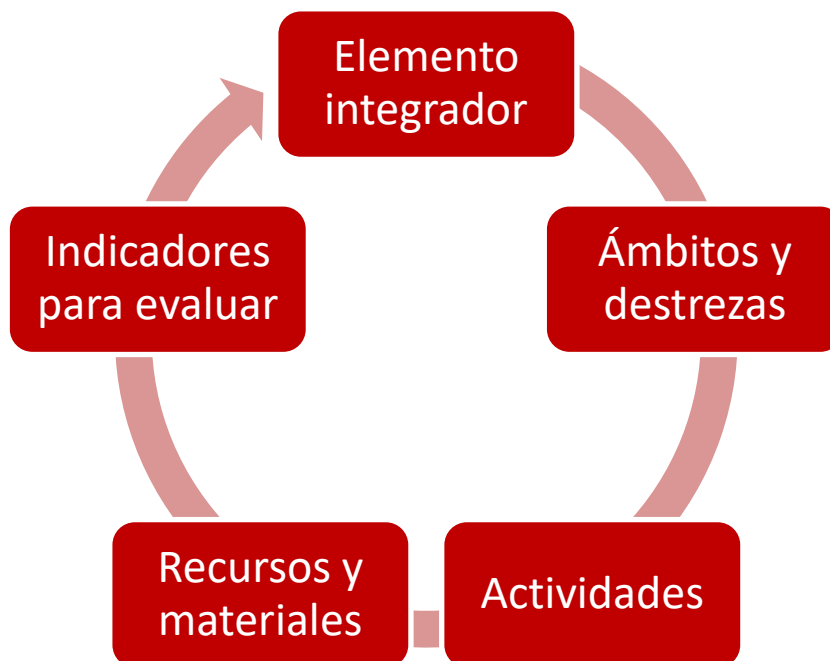 Elemento
integrador
Ámbitos y
destrezas
Actividades
Recursos y
materiales
Indicadores
para evaluar